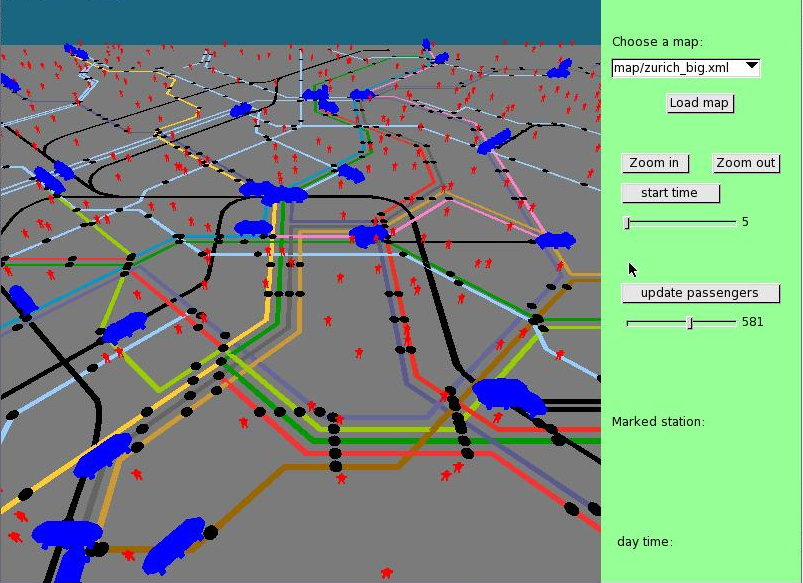 Choose a map:
map/zurich_big.xml
Load map
Zoom in Zoom out
start time
5
update passengers
581
Marked station:
day time: